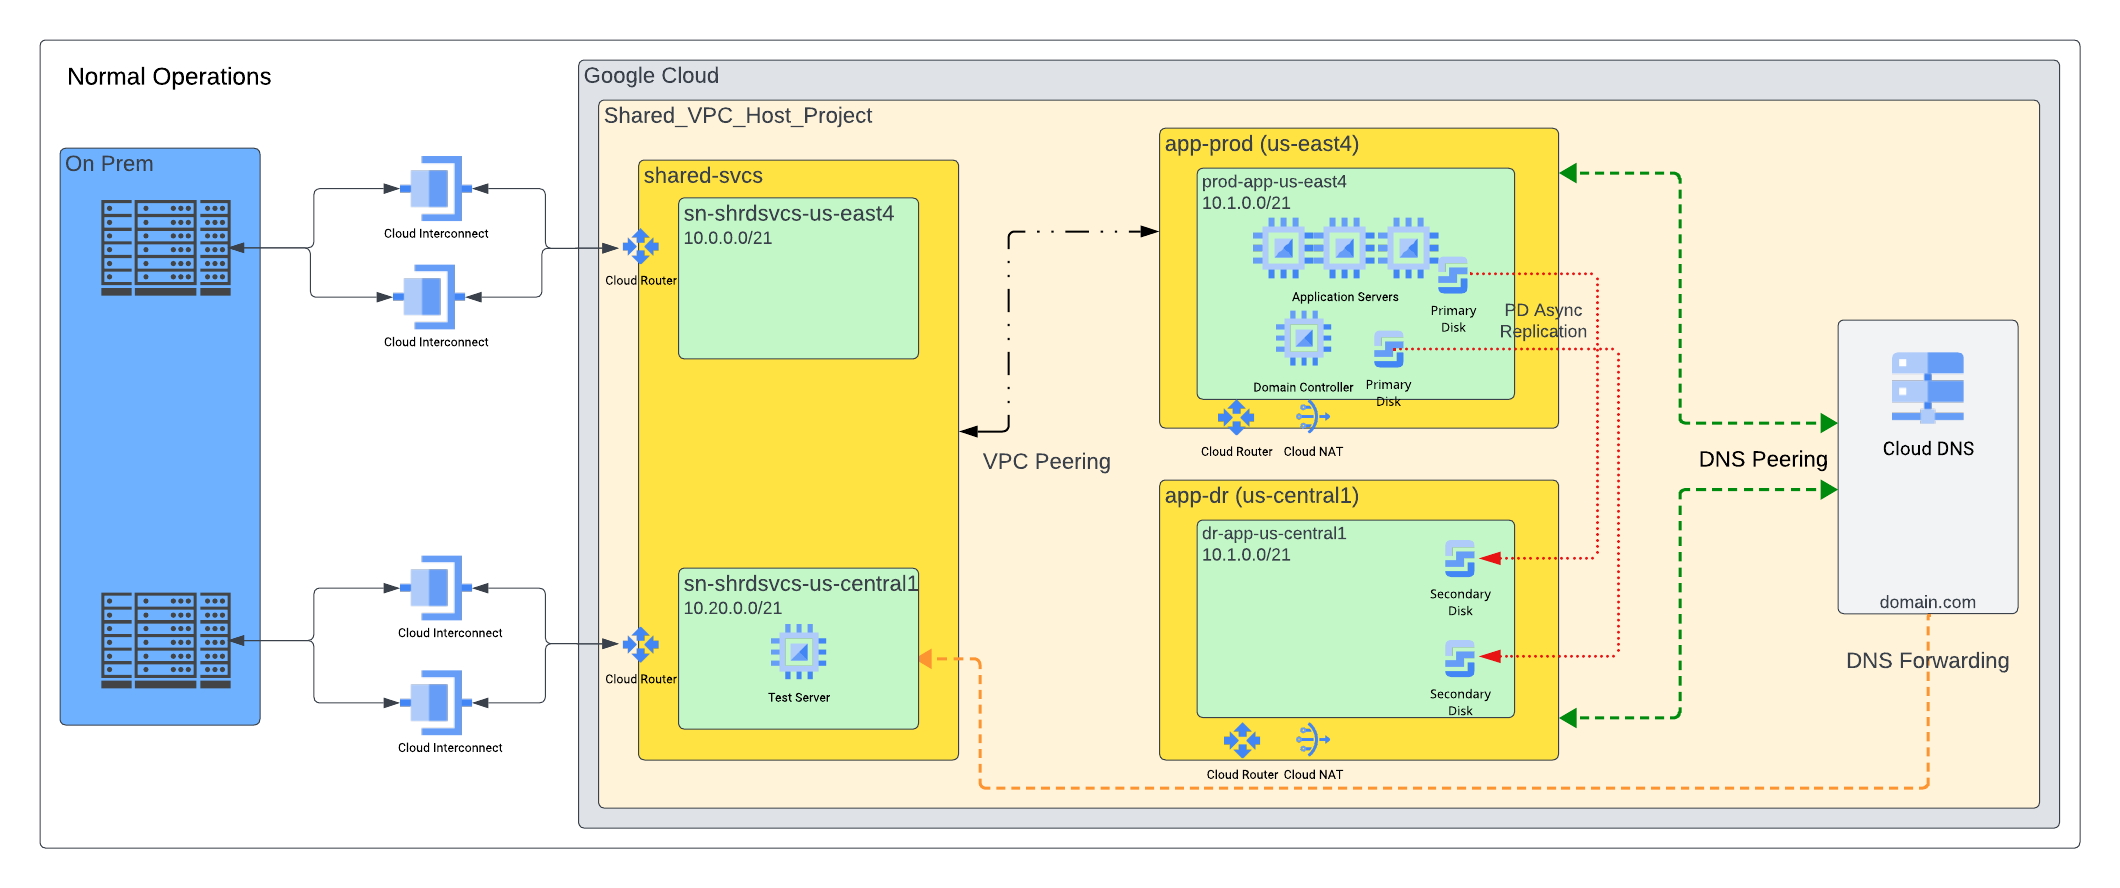 Normal Operations
Google Cloud
Shared_VPC_Host_Project
On Prem
Cloud Interconnect
Cloud Interconnect
Cloud Interconnect
Cloud Interconnect
shared-svcs
sn-shrdsvcs-us-east4
10.0.0.0/21
Cloud Router
sn-shrdsvcs-us-central1
10.20.0.0/21
Test Server
Cloud Router
VPC Peering
app-prod (us-east4)
prod-app-us-east4
10.1.0.0/21
Application Servers
Primary
Disk
Domain Controller
Primary
Disk
PD Async
Replication
Cloud Router
Cloud NAT
app-dr (us-central1)
dr-app-us-central1
10.1.0.0/21
Secondary
Disk
Secondary
Disk
Cloud Router
Cloud NAT
DNS Peering
Cloud DNS
domain.com
DNS Forwarding